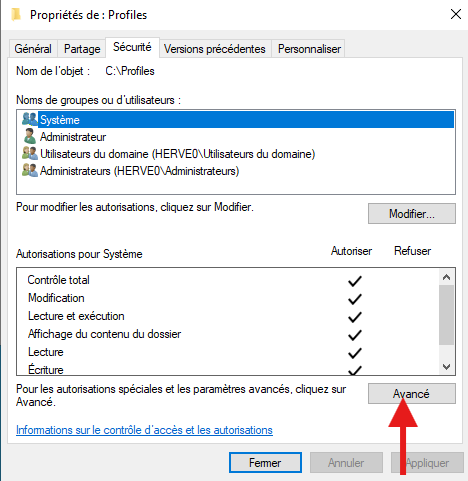 Propriétés de : Profiles
Général Partage Sécurité Versions précédentes Personnaliser
Nom de l'objet : C:\Profiles
Noms de groupes ou d'utilisateurs :
Système
Administrateur
Utilisateurs du domaine (HERVE0\Utilisateurs du domaine)
Administrateurs (HERVE0\Administrateurs)
Pour modifier les autorisations, cliquez sur Modifier.
Modifier...
Autorisations pour Système Autoriser Refuser
Contrôle total
Modification
Lecture et exécution
Affichage du contenu du dossier
Lecture
Écriture
Pour les autorisations spéciales et les paramètres avancés, cliquez sur
Avancé.
Avancé
Informations sur le contrôle d'accès et les autorisations
Fermer Annuler Appliquer